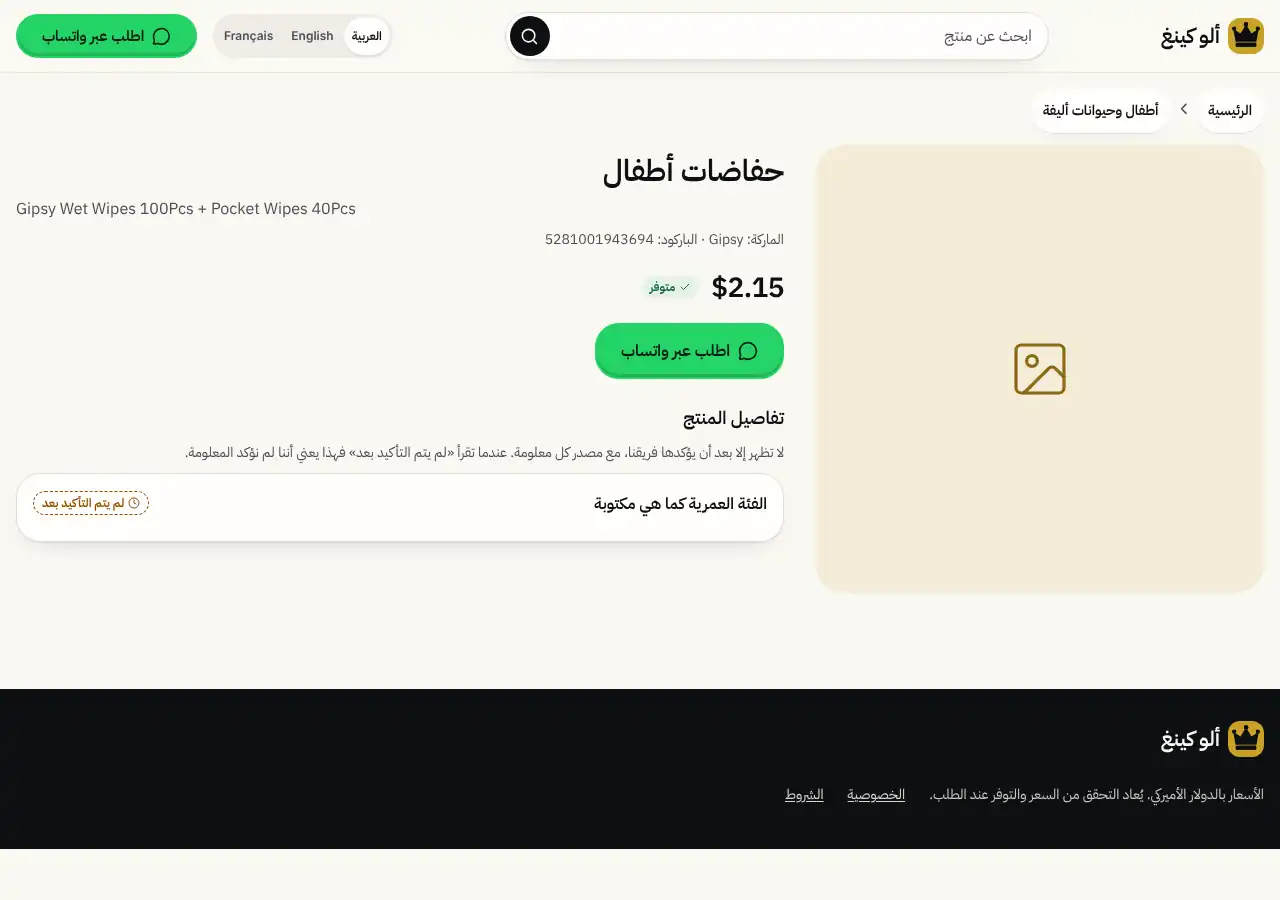 ألو كينغ
ابحث عن منتج
العربية English Français
اطلب عبر واتساب
الرئيسية
أطفال وحيوانات أليفة
حفاضات أطفال
Gipsy Wet Wipes 100Pcs + Pocket Wipes 40Pcs
الماركة: Gipsy · الباركود: 5281001943694
$2.15 متوفر
اطلب عبر واتساب
تفاصيل المنتج
لا تظهر إلا بعد أن يؤكدها فريقنا، مع مصدر كل معلومة. عندما تقرأ «لم يتم التأكيد بعد» فهذا يعني أننا لم نؤكد المعلومة.
الفئة العمرية كما هي مكتوبة
لم يتم التأكيد بعد
ألو كينغ
الأسعار بالدولار الأميركي. يُعاد التحقق من السعر والتوفر عند الطلب. الخصوصية الشروط